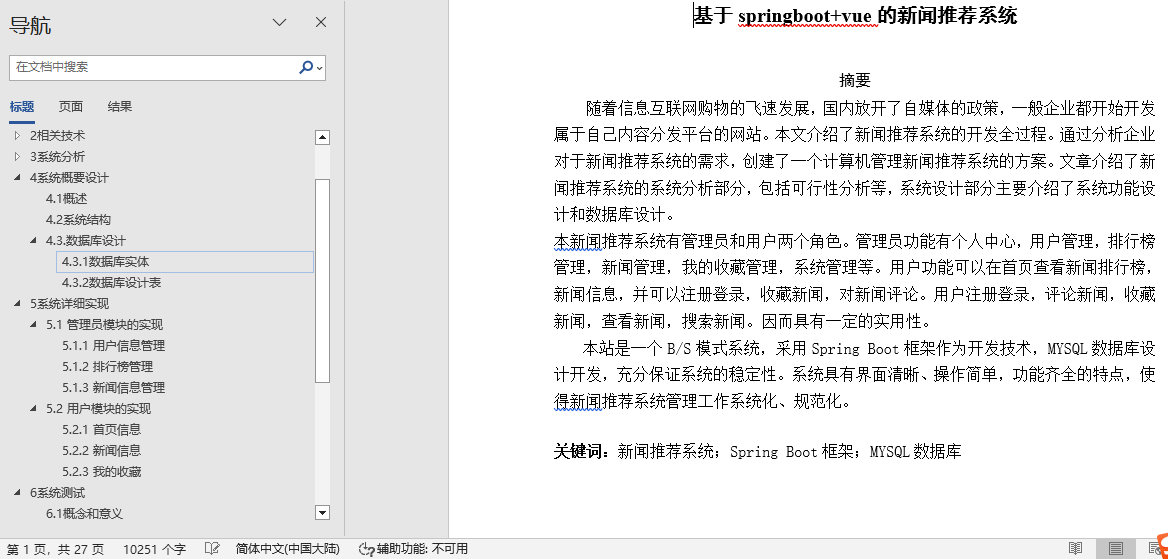 导航
在文档中搜索
标题 页面 结果
2相关技术
3系统分析
4系统概要设计
4.1概述
4.2系统结构
4.3.数据库设计
4.3.1数据库实体
4.3.2数据库设计表
5系统详细实现
5.1 管理员模块的实现
5.1.1 用户信息管理
5.1.2 排行榜管理
5.1.3 新闻信息管理
5.2 用户模块的实现
5.2.1 首页信息
5.2.2 新闻信息
5.2.3 我的收藏
6系统测试
6.1概念和意义
基于 springboot+vue 的新闻推荐系统
摘要
随着信息互联网购物的飞速发展，国内放开了自媒体的政策，一般企业都开始开发
属于自己内容分发平台的网站。本文介绍了新闻推荐系统的开发全过程。通过分析企业
对于新闻推荐系统的需求，创建了一个计算机管理新闻推荐系统的方案。文章介绍了新
闻推荐系统的系统分析部分，包括可行性分析等，系统设计部分主要介绍了系统功能设
计和数据库设计。
本新闻推荐系统有管理员和用户两个角色。管理员功能有个人中心，用户管理，排行榜
管理，新闻管理，我的收藏管理，系统管理等。用户功能可以在首页查看新闻排行榜，
新闻信息，并可以注册登录，收藏新闻，对新闻评论。用户注册登录，评论新闻，收藏
新闻，查看新闻，搜索新闻。因而具有一定的实用性。
本站是一个 B/S 模式系统，采用 Spring Boot 框架作为开发技术，MYSQL 数据库设
计开发，充分保证系统的稳定性。系统具有界面清晰、操作简单，功能齐全的特点，使
得新闻推荐系统管理工作系统化、规范化。
关键词：新闻推荐系统；Spring Boot 框架；MYSQL 数据库
第 1 页，共 27 页 10251 个字 简体中文(中国大陆) 辅助功能: 不可用